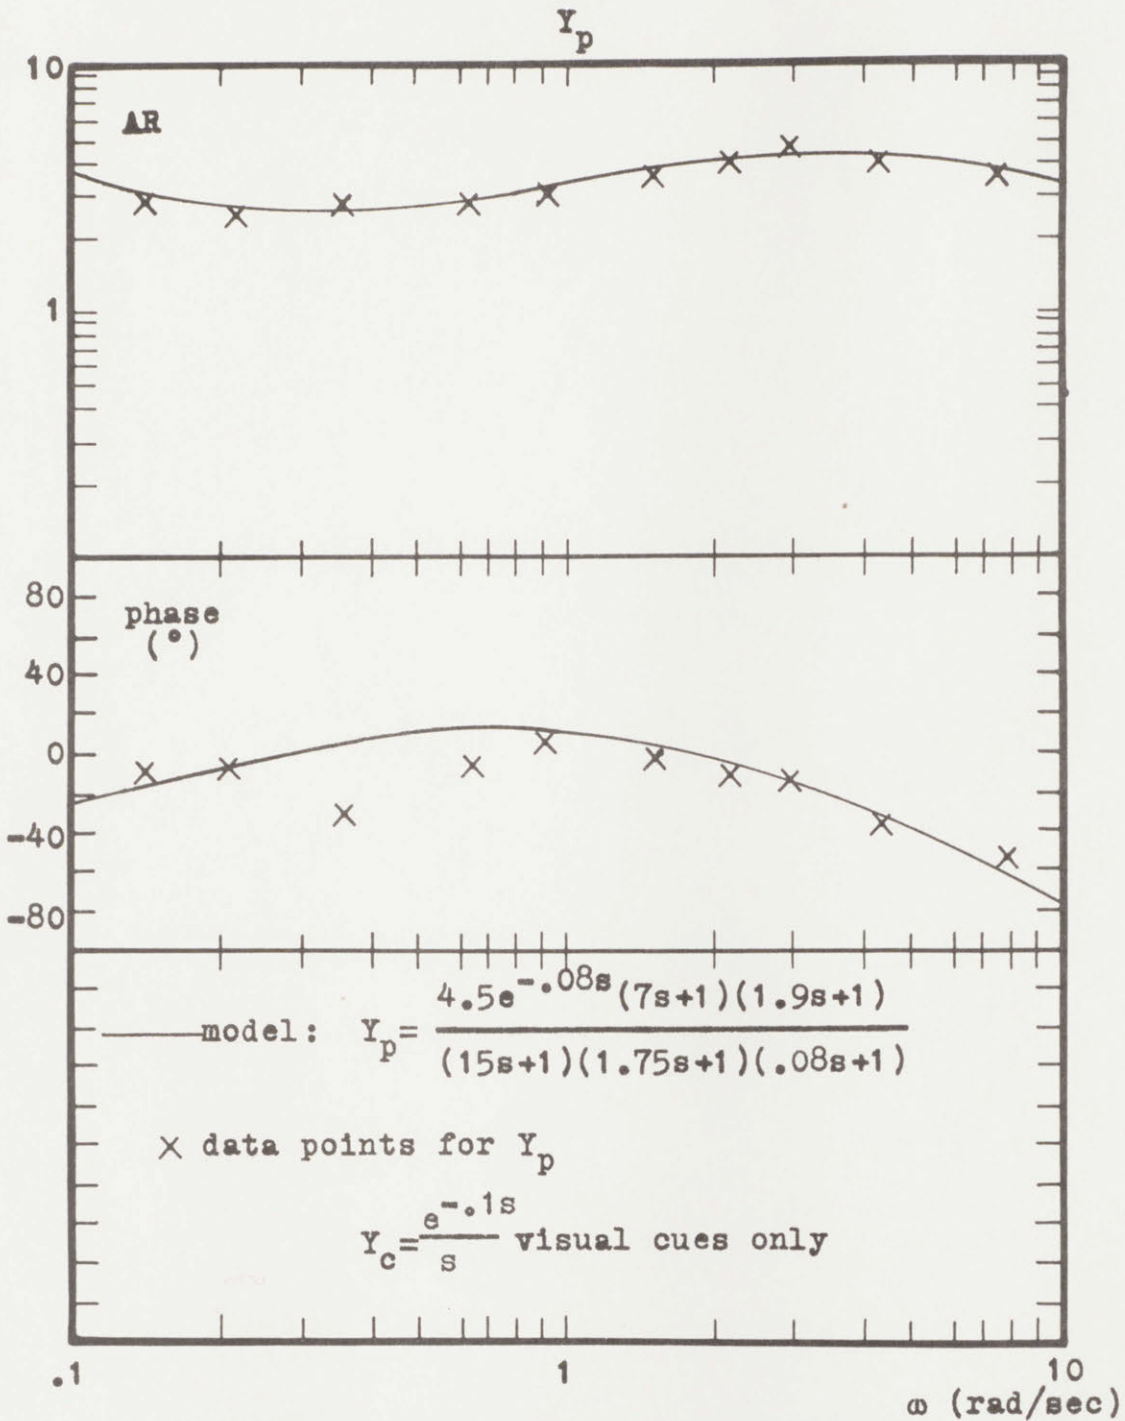 Y_p
10
AR
1
80
phase
(°)
40
0
-40
-80
4.5e^-.08s (7s+1)(1.9s+1)
model: Y_p=
(15s+1)(1.75s+1)(.08s+1)
× data points for Y_p
e^-.1s
Y_c= visual cues only
s
.1 1 10
ω (rad/sec)